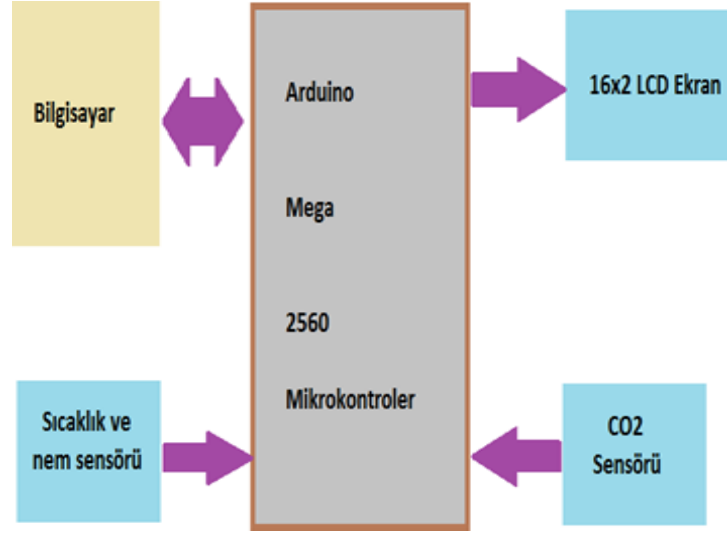 Bilgisayar
Arduino
Mega
2560
Mikrokontroler
16x2 LCD Ekran
Sıcaklık ve
nem sensörü
CO2
Sensörü